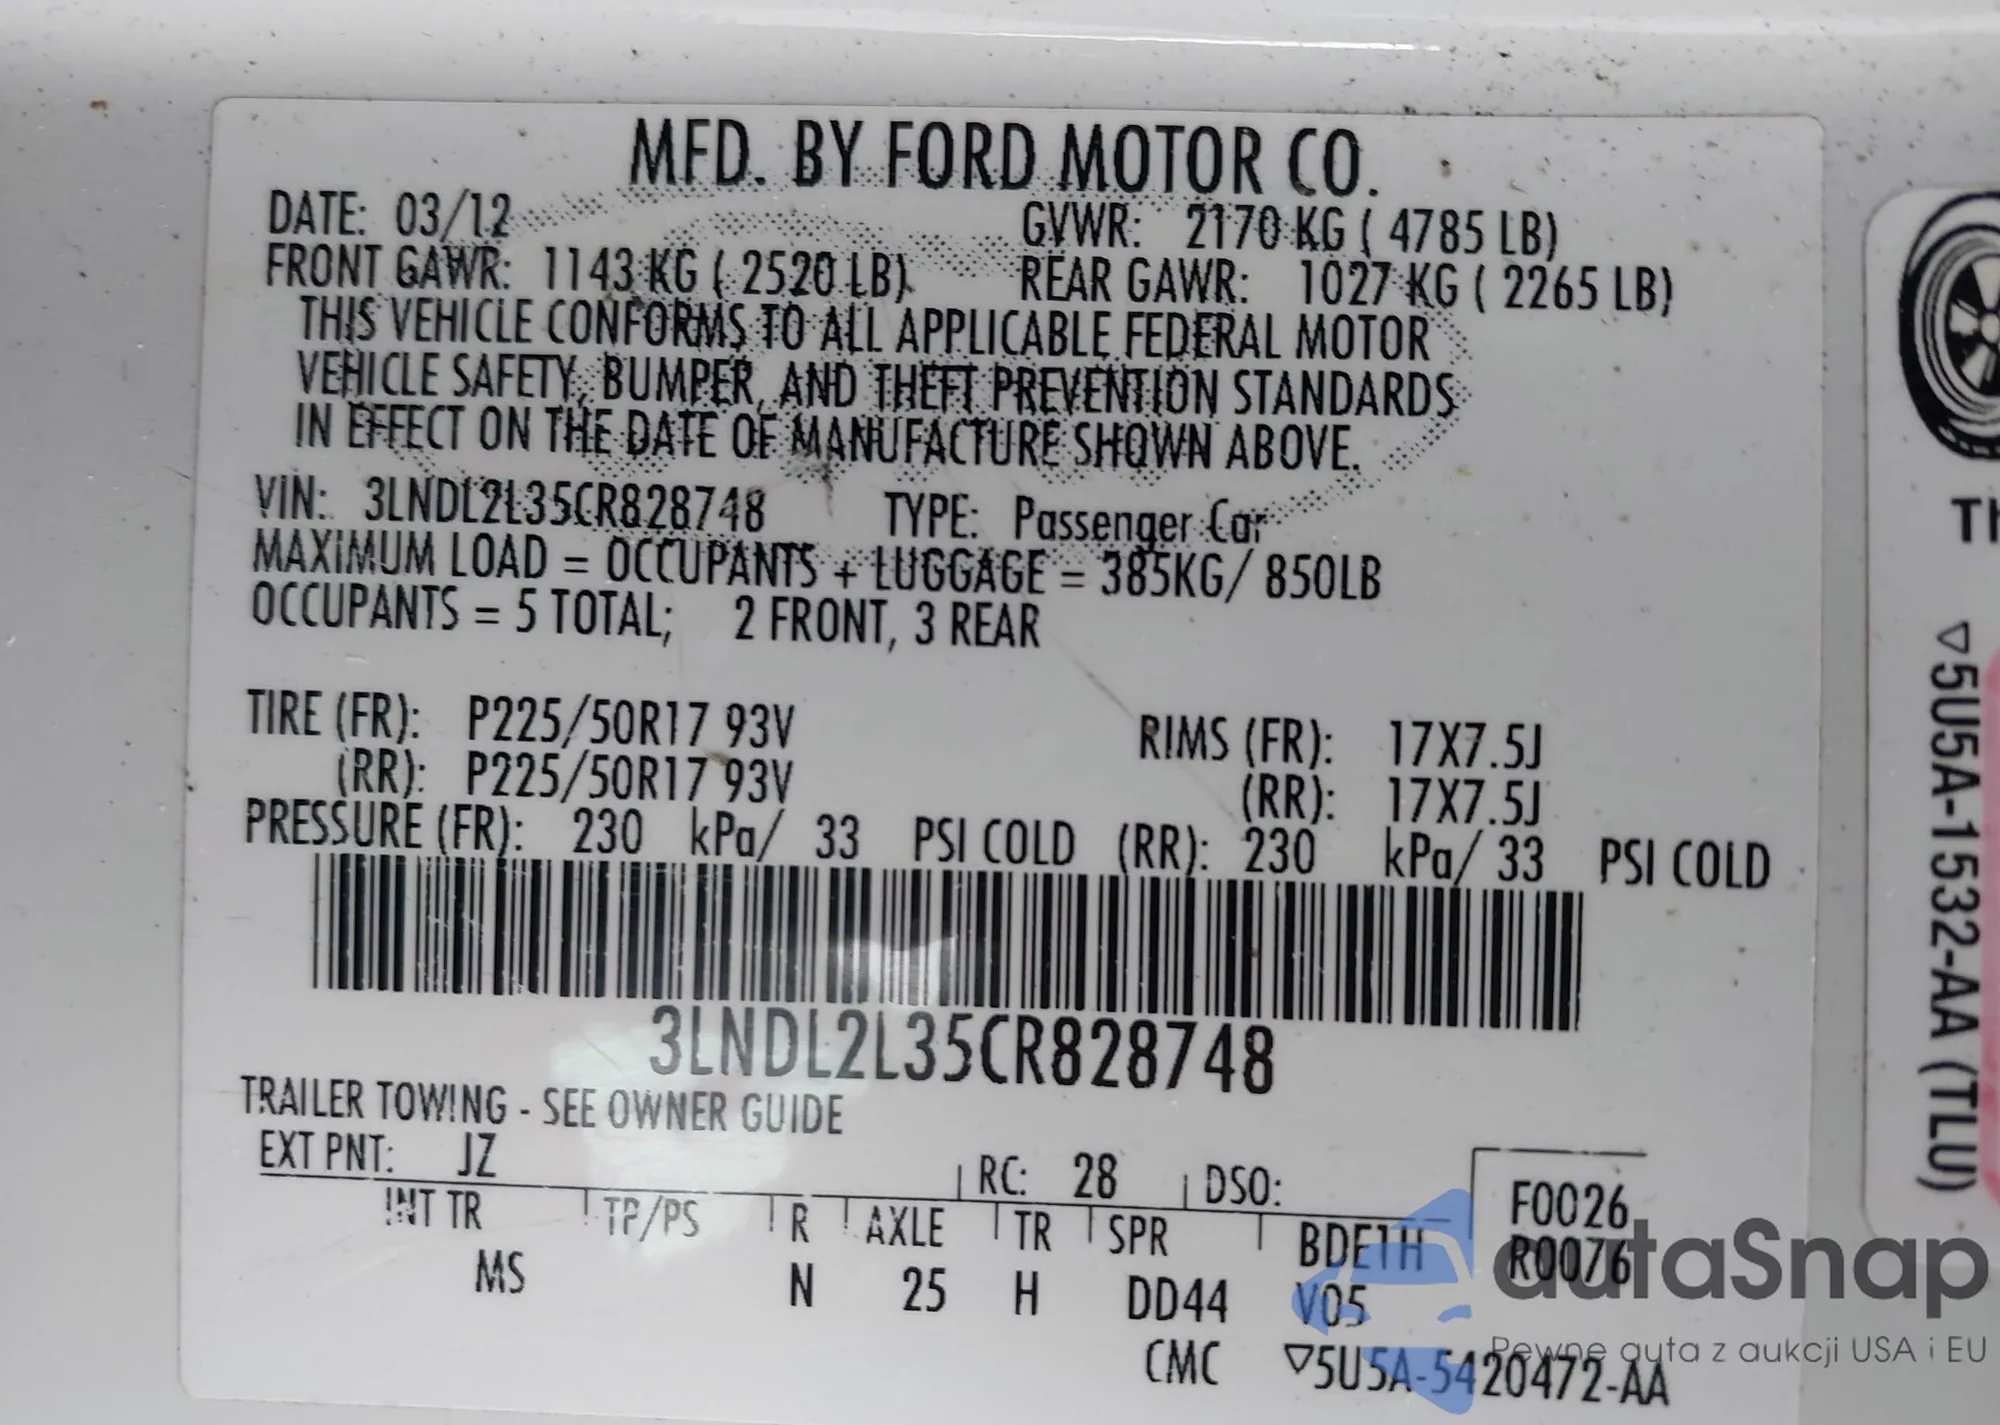 MFD. BY FORD MOTOR CO.
DATE: 03/12 GVWR: 2170 KG ( 4785 LB)
FRONT GAWR: 1143 KG ( 2520 LB) REAR GAWR: 1027 KG ( 2265 LB)
THIS VEHICLE CONFORMS TO ALL APPLICABLE FEDERAL MOTOR
VEHICLE SAFETY, BUMPER, AND THEFT PREVENTION STANDARDS
IN EFFECT ON THE DATE OF MANUFACTURE SHOWN ABOVE.
VIN: 3LNDL2L35CR828748 TYPE: Passenger Car
MAXIMUM LOAD = OCCUPANTS + LUGGAGE = 385KG/ 850LB
OCCUPANTS = 5 TOTAL; 2 FRONT, 3 REAR
TIRE (FR): P225/50R17 93V RIMS (FR): 17X7.5J
(RR): P225/50R17 93V (RR): 17X7.5J
PRESSURE (FR): 230 kPa/ 33 PSI COLD (RR): 230 kPa/ 33 PSI COLD
3LNDL2L35CR828748
TRAILER TOWING - SEE OWNER GUIDE
EXT PNT: JZ RC: 28 DSO: F0026
INT TR TP/PS R AXLE TR SPR BDE1H R0076
MS N 25 H DD44 V05
CMC ▽5U5A-5420472-AA
▽5U5A-1532-AA (TLU)
autoSnap
Pewne auta z aukcji USA i EU